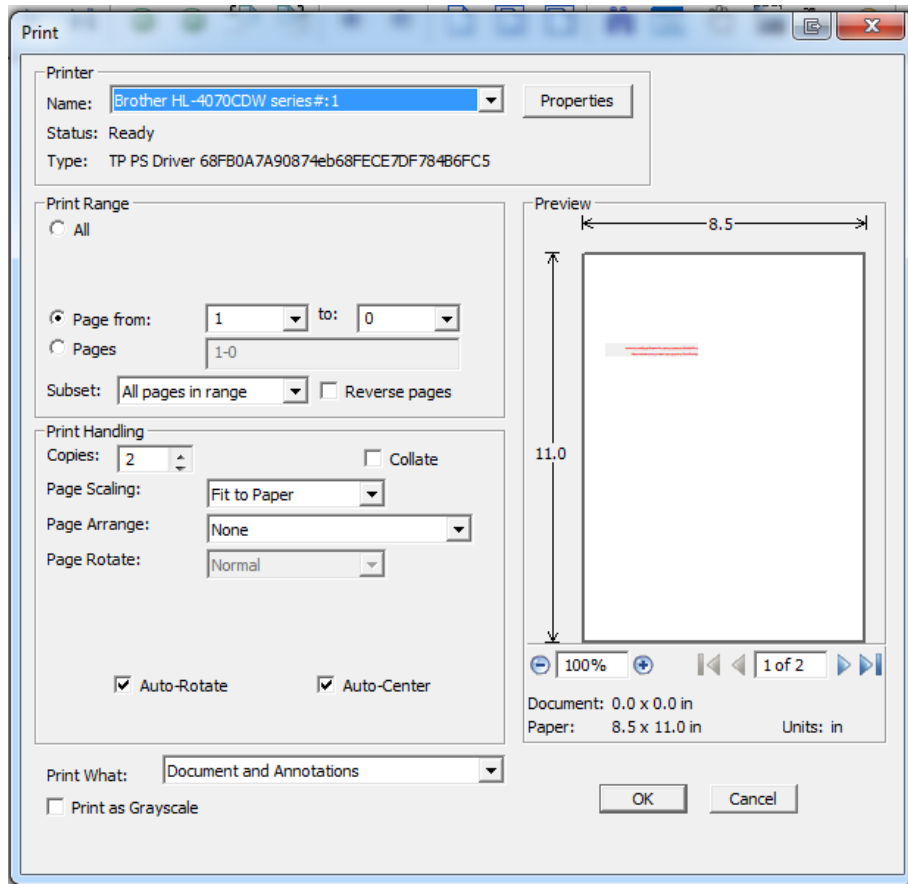 Print
Printer
Name: Brother HL-4070CDW series#:1 Properties
Status: Ready
Type: TP PS Driver 68FB0A7A90874eb68FECE7DF784B6FC5
Print Range
All
Page from: 1 to: 0
Pages 1-0
Subset: All pages in range Reverse pages
Print Handling
Copies: 2 Collate
Page Scaling: Fit to Paper
Page Arrange: None
Page Rotate: Normal
Auto-Rotate Auto-Center
Preview
8.5
11.0
100% 1 of 2
Document: 0.0 x 0.0 in
Paper: 8.5 x 11.0 in Units: in
Print What: Document and Annotations
Print as Grayscale
OK Cancel